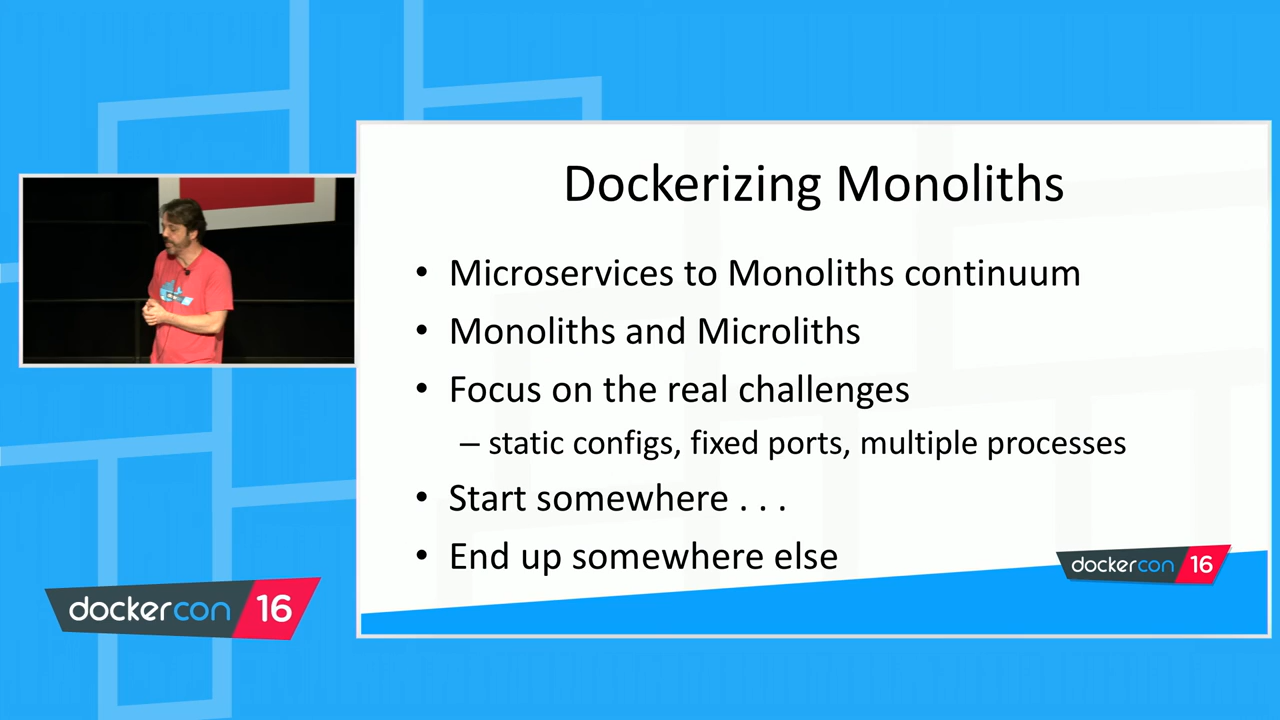 Dockerizing Monoliths
• Microservices to Monoliths continuum
• Monoliths and Microliths
• Focus on the real challenges
– static configs, fixed ports, multiple processes
• Start somewhere . . .
• End up somewhere else
dockercon 16
dockercon 16